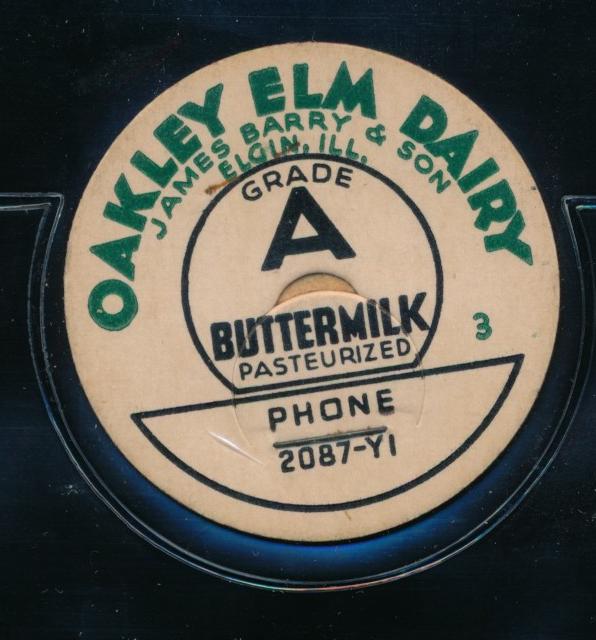 OAKLEY ELM DAIRY
JAMES BARRY & SON
ELGIN, ILL.
GRADE
A
BUTTERMILK
PASTEURIZED
3
PHONE
2087-Y1